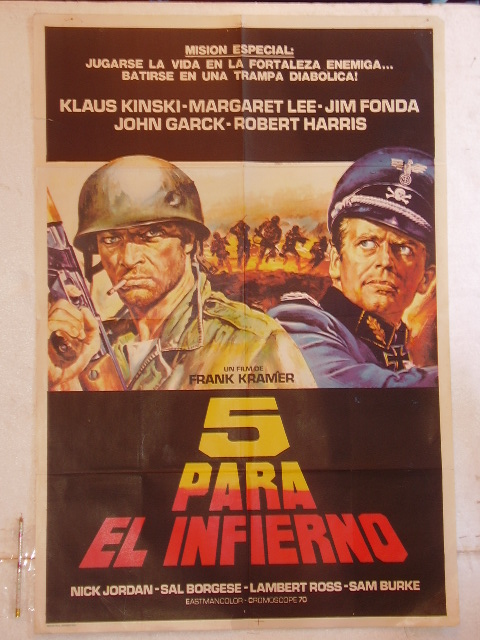 MISION ESPECIAL:
JUGARSE LA VIDA EN LA FORTALEZA ENEMIGA...
BATIRSE EN UNA TRAMPA DIABOLICA!
KLAUS KINSKI-MARGARET LEE-JIM FONDA
JOHN GARCK-ROBERT HARRIS
UN FILM DE
FRANK KRAMER
5
PARA
EL INFIERNO
NICK JORDAN-SAL BORGESE-LAMBERT ROSS-SAM BURKE
EASTMANCOLOR-CROMOSCOPE 70